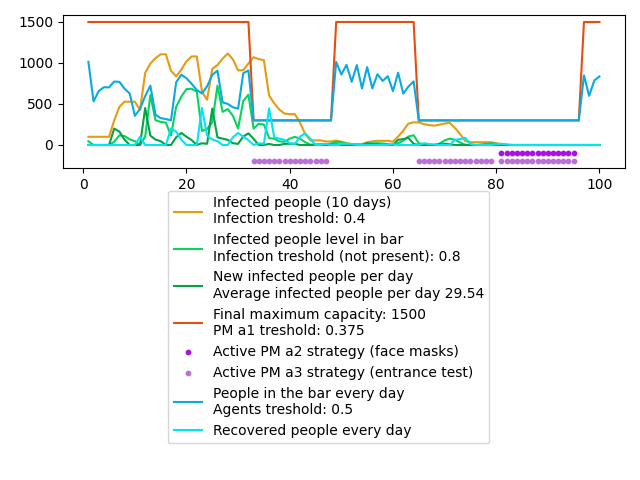 1500
1000
500
0
0 20 40 60 80 100
Infected people (10 days)
Infection treshold: 0.4
Infected people level in bar
Infection treshold (not present): 0.8
New infected people per day
Average infected people per day 29.54
Final maximum capacity: 1500
PM a1 treshold: 0.375
Active PM a2 strategy (face masks)
Active PM a3 strategy (entrance test)
People in the bar every day
Agents treshold: 0.5
Recovered people every day